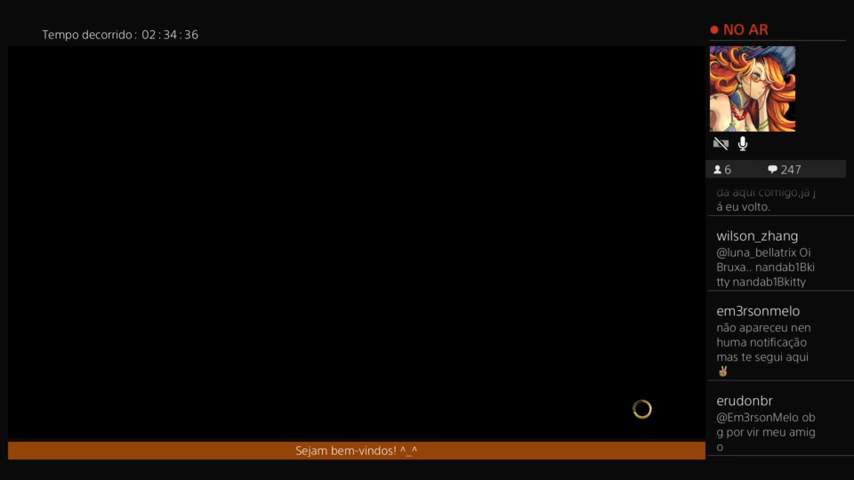 Tempo decorrido: 02:34:36
NO AR
6 247
da aqui comigo,já j
á eu volto.
wilson_zhang
@luna_bellatrix Oi
Bruxa.. nandab1Bki
tty nandab1Bkitty
em3rsonmelo
não apareceu nen
huma notificação
mas te segui aqui
✌🏽
erudonbr
@Em3rsonMelo ob
g por vir meu amig
o
Sejam bem-vindos! ^_^